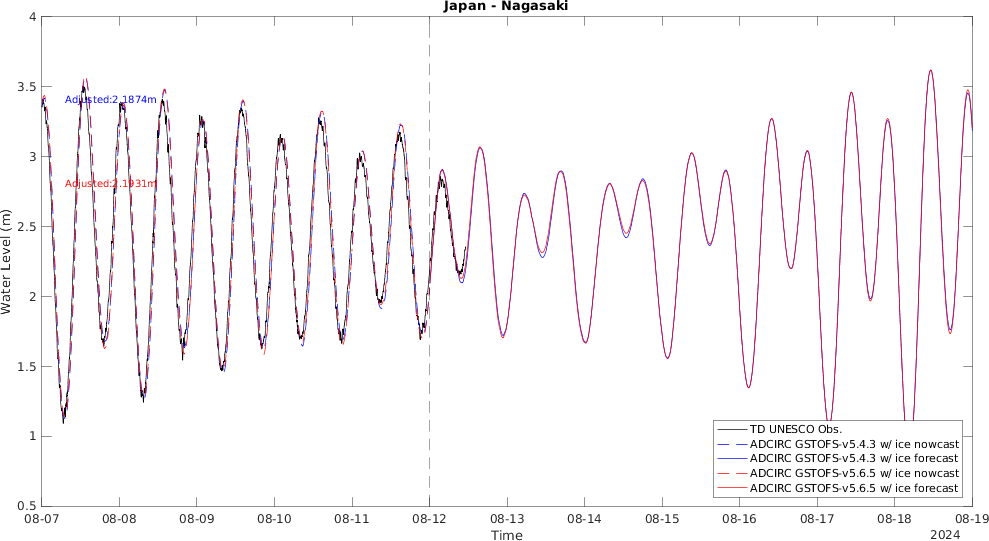 Japan - Nagasaki
Water Level (m)
4
3.5
3
2.5
2
1.5
1
0.5
Adjusted:2.1874m
Adjusted:2.1931m
TD UNESCO Obs.
ADCIRC GSTOFS-v5.4.3 w/ ice nowcast
ADCIRC GSTOFS-v5.4.3 w/ ice forecast
ADCIRC GSTOFS-v5.6.5 w/ ice nowcast
ADCIRC GSTOFS-v5.6.5 w/ ice forecast
08-07 08-08 08-09 08-10 08-11 08-12 08-13 08-14 08-15 08-16 08-17 08-18 08-19
Time
2024